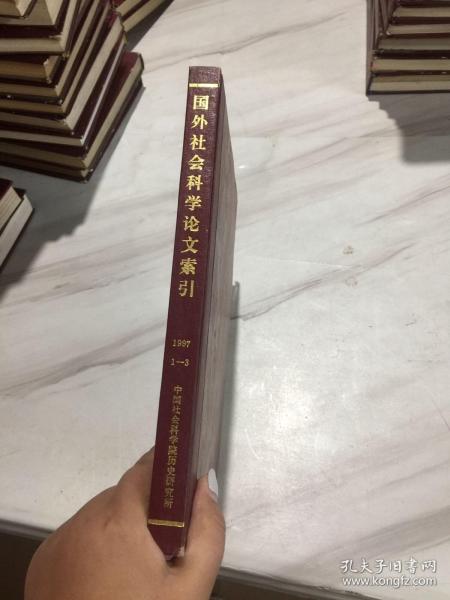 国外社会科学论文索引
1997
1—3
中国社会科学院历史研究所
孔夫子旧书网
www.kongfz.com